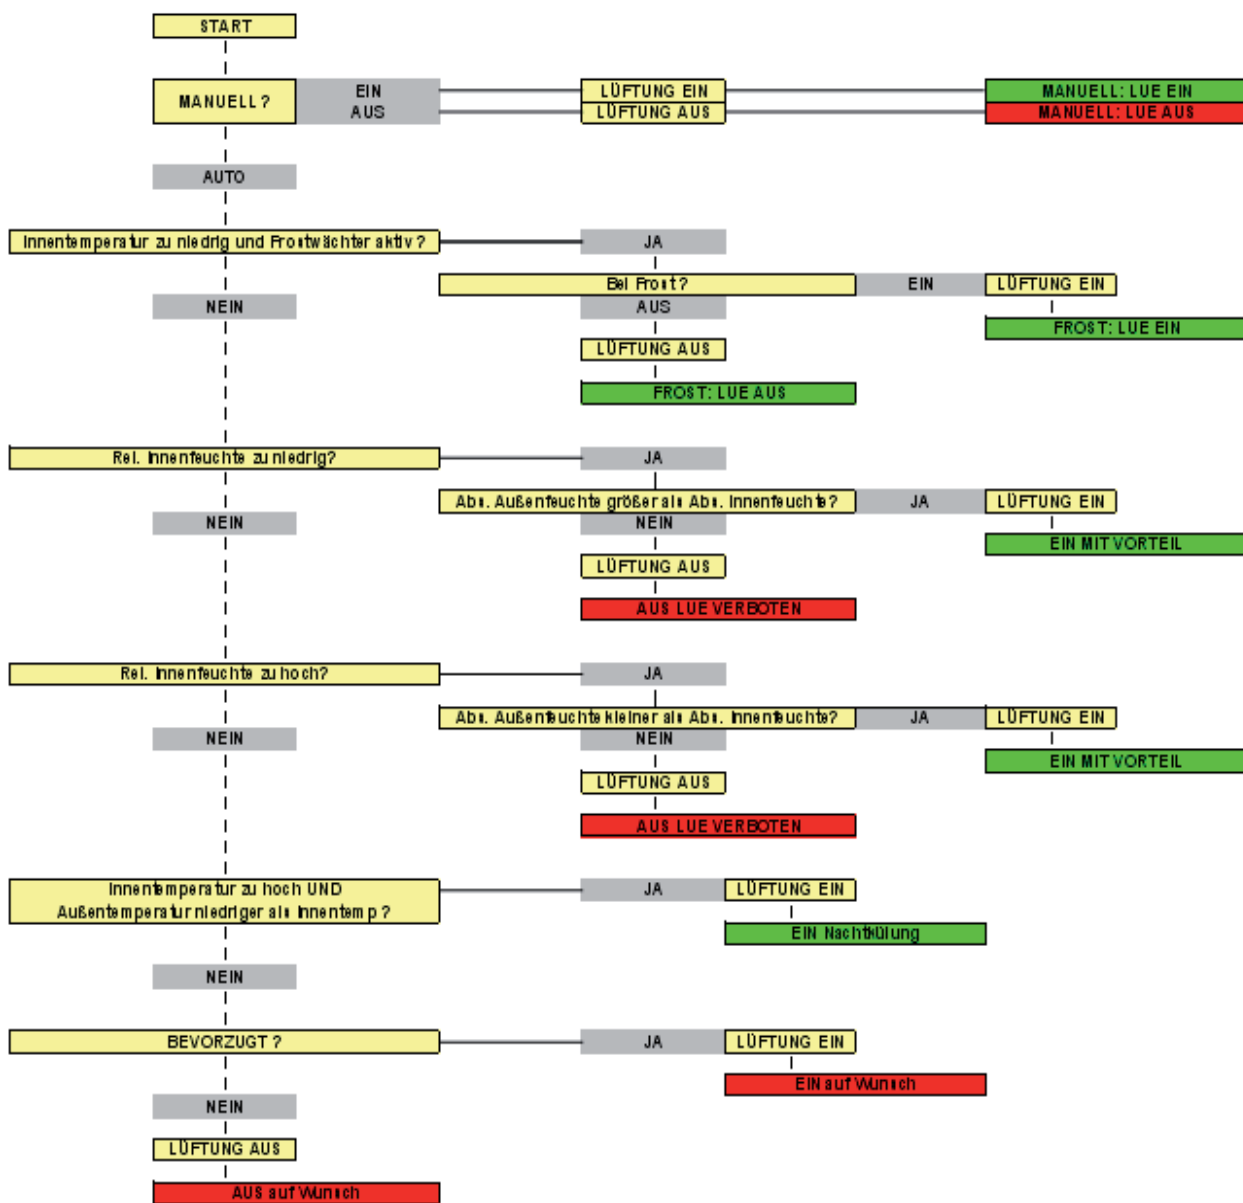 START
MANUELL?
EIN
AUS
LÜFTUNG EIN
LÜFTUNG AUS
MANUELL: LUE EIN
MANUELL: LUE AUS
AUTO
Innentemperatur zu niedrig und Frostwächter aktiv?
JA
Bei Frost?
EIN
LÜFTUNG EIN
NEIN
AUS
FROST: LUE EIN
LÜFTUNG AUS
FROST: LUE AUS
Rel. Innenfeuchte zu niedrig?
JA
Abs. Außenfeuchte größer als Abs. Innenfeuchte?
JA
LÜFTUNG EIN
NEIN
NEIN
EIN MIT VORTEIL
LÜFTUNG AUS
AUS LUE VERBOTEN
Rel. Innenfeuchte zu hoch?
JA
Abs. Außenfeuchte kleiner als Abs. Innenfeuchte?
JA
LÜFTUNG EIN
NEIN
NEIN
EIN MIT VORTEIL
LÜFTUNG AUS
AUS LUE VERBOTEN
Innentemperatur zu hoch UND
Außentemperatur niedriger als Innentemp?
JA
LÜFTUNG EIN
EIN Nachtkülung
NEIN
BEVORZUGT?
JA
LÜFTUNG EIN
EIN auf Wunsch
NEIN
LÜFTUNG AUS
AUS auf Wunsch